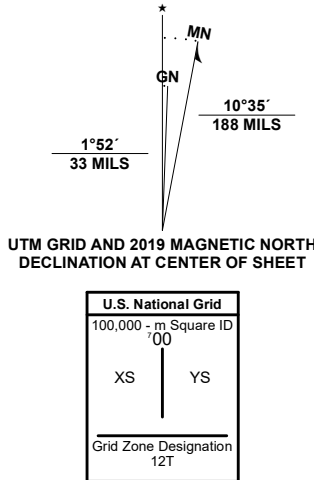 ★
MN
GN
1°52´
33 MILS
10°35´
188 MILS
UTM GRID AND 2019 MAGNETIC NORTH
DECLINATION AT CENTER OF SHEET
U.S. National Grid
100,000 - m Square ID
⁷00
XS YS
Grid Zone Designation
12T